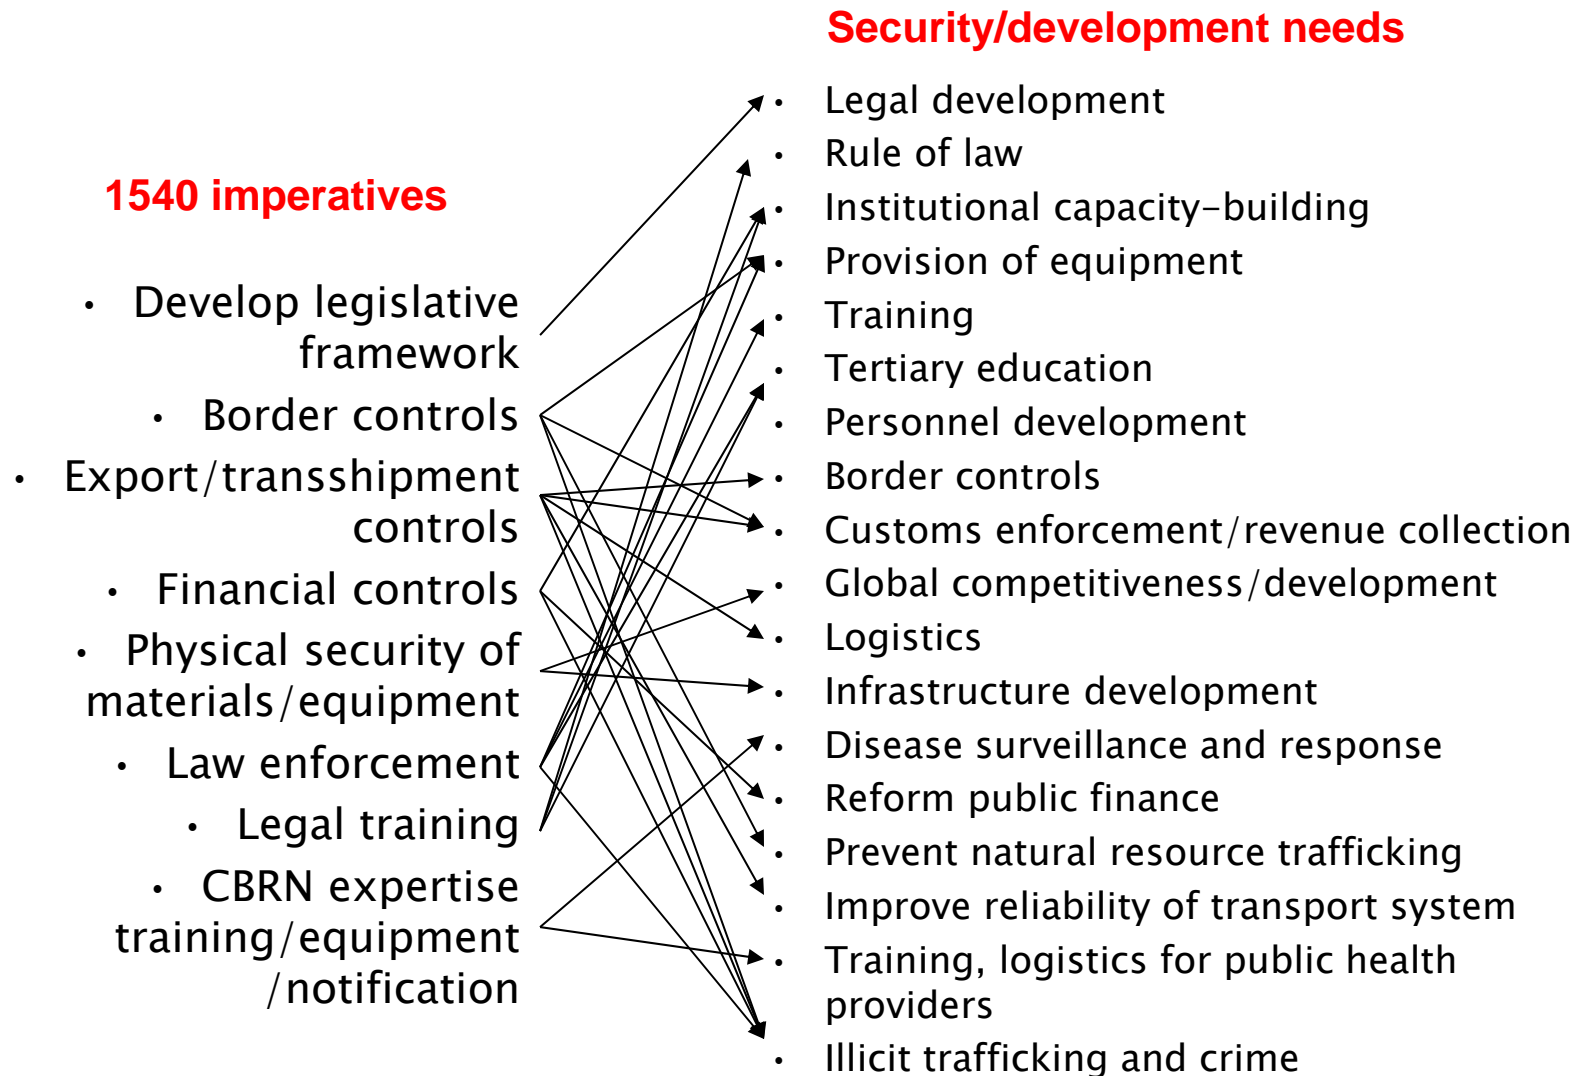 Security/development needs
1540 imperatives
• Develop legislative
framework
• Border controls
• Export/transshipment
controls
• Financial controls
• Physical security of
materials/equipment
• Law enforcement
• Legal training
• CBRN expertise
training/equipment
/notification
• Legal development
• Rule of law
• Institutional capacity-building
• Provision of equipment
• Training
• Tertiary education
• Personnel development
• Border controls
• Customs enforcement/revenue collection
• Global competitiveness/development
• Logistics
• Infrastructure development
• Disease surveillance and response
• Reform public finance
• Prevent natural resource trafficking
• Improve reliability of transport system
• Training, logistics for public health
providers
• Illicit trafficking and crime